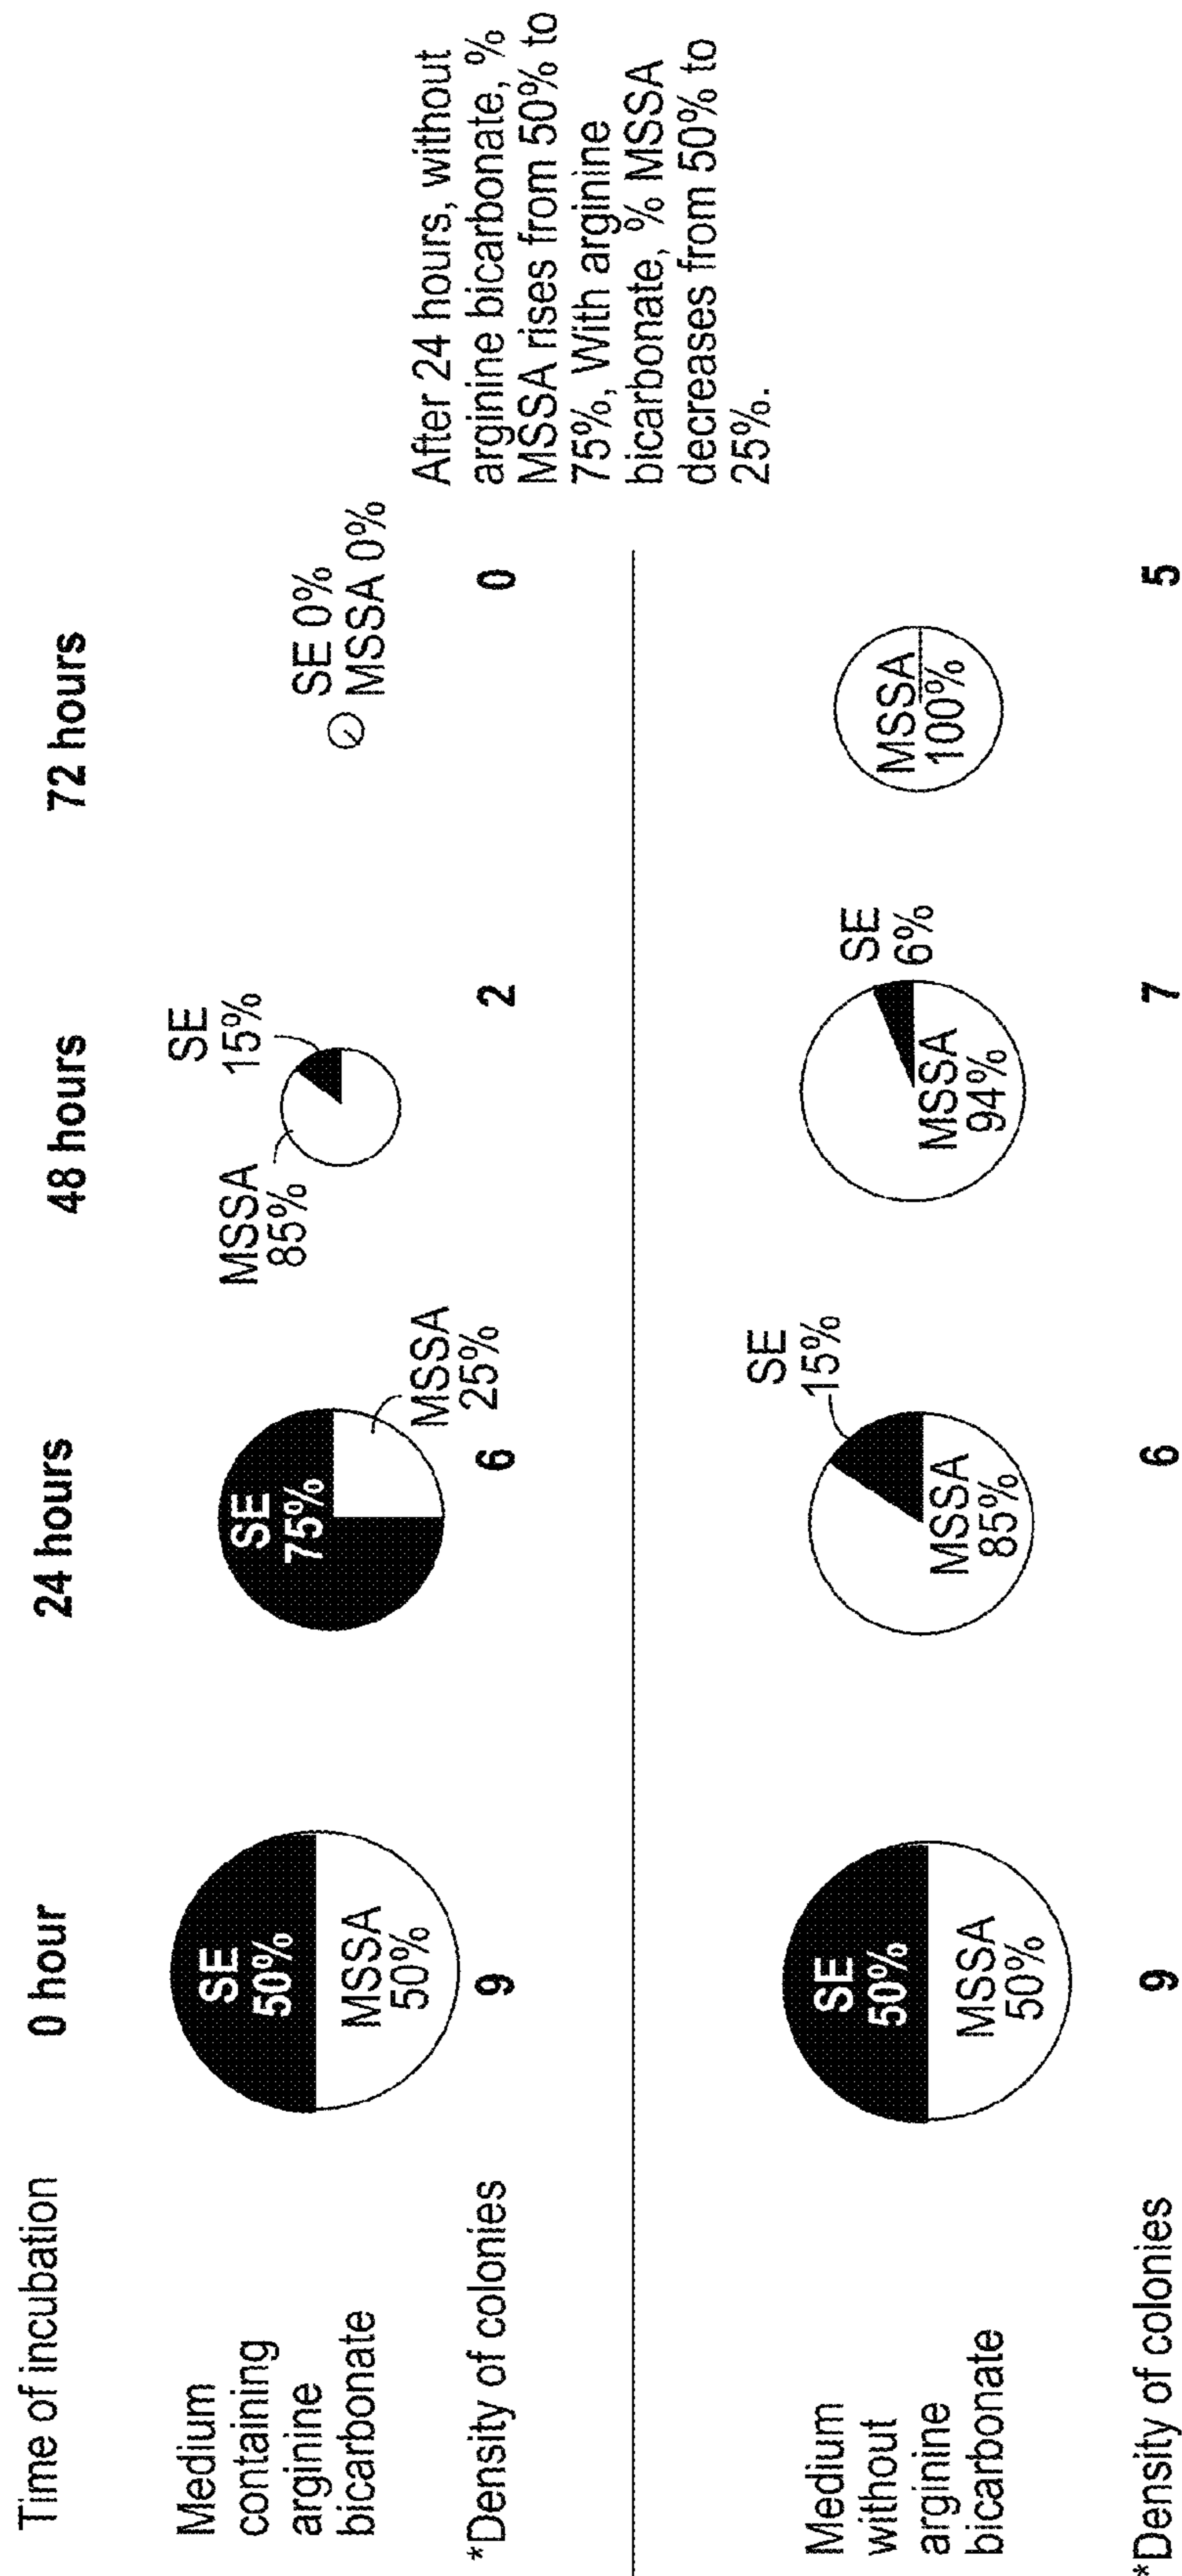 Time of incubation
0 hour
24 hours
48 hours
72 hours
Medium
containing
arginine
bicarbonate
SE
50%
MSSA
50%
SE
75%
MSSA
25%
MSSA
85%
SE
15%
SE 0%
MSSA 0%
*Density of colonies
9
6
2
0
After 24 hours, without
arginine bicarbonate, %
MSSA rises from 50% to
75%, With arginine
bicarbonate, % MSSA
decreases from 50% to
25%.
Medium
without
arginine
bicarbonate
SE
50%
MSSA
50%
SE
15%
MSSA
85%
SE
6%
MSSA
94%
MSSA
100%
*Density of colonies
9
6
7
5